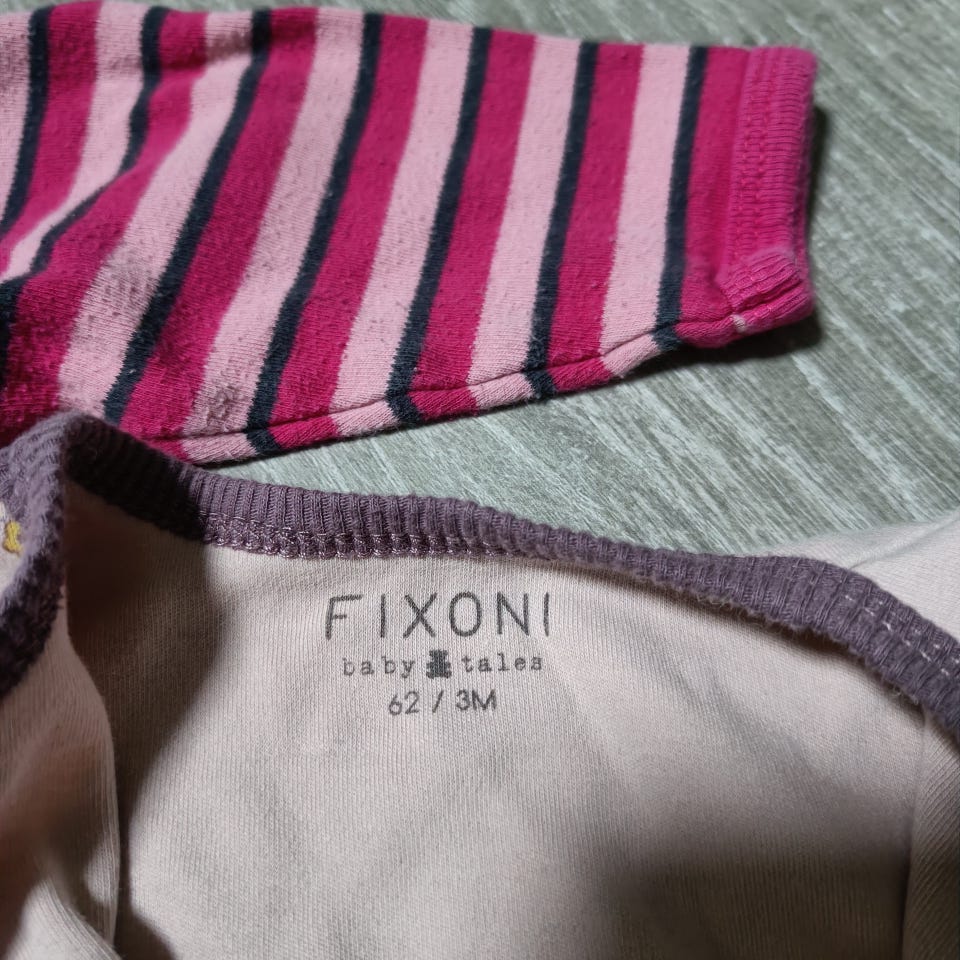 FIXONI
baby tales
62 / 3M